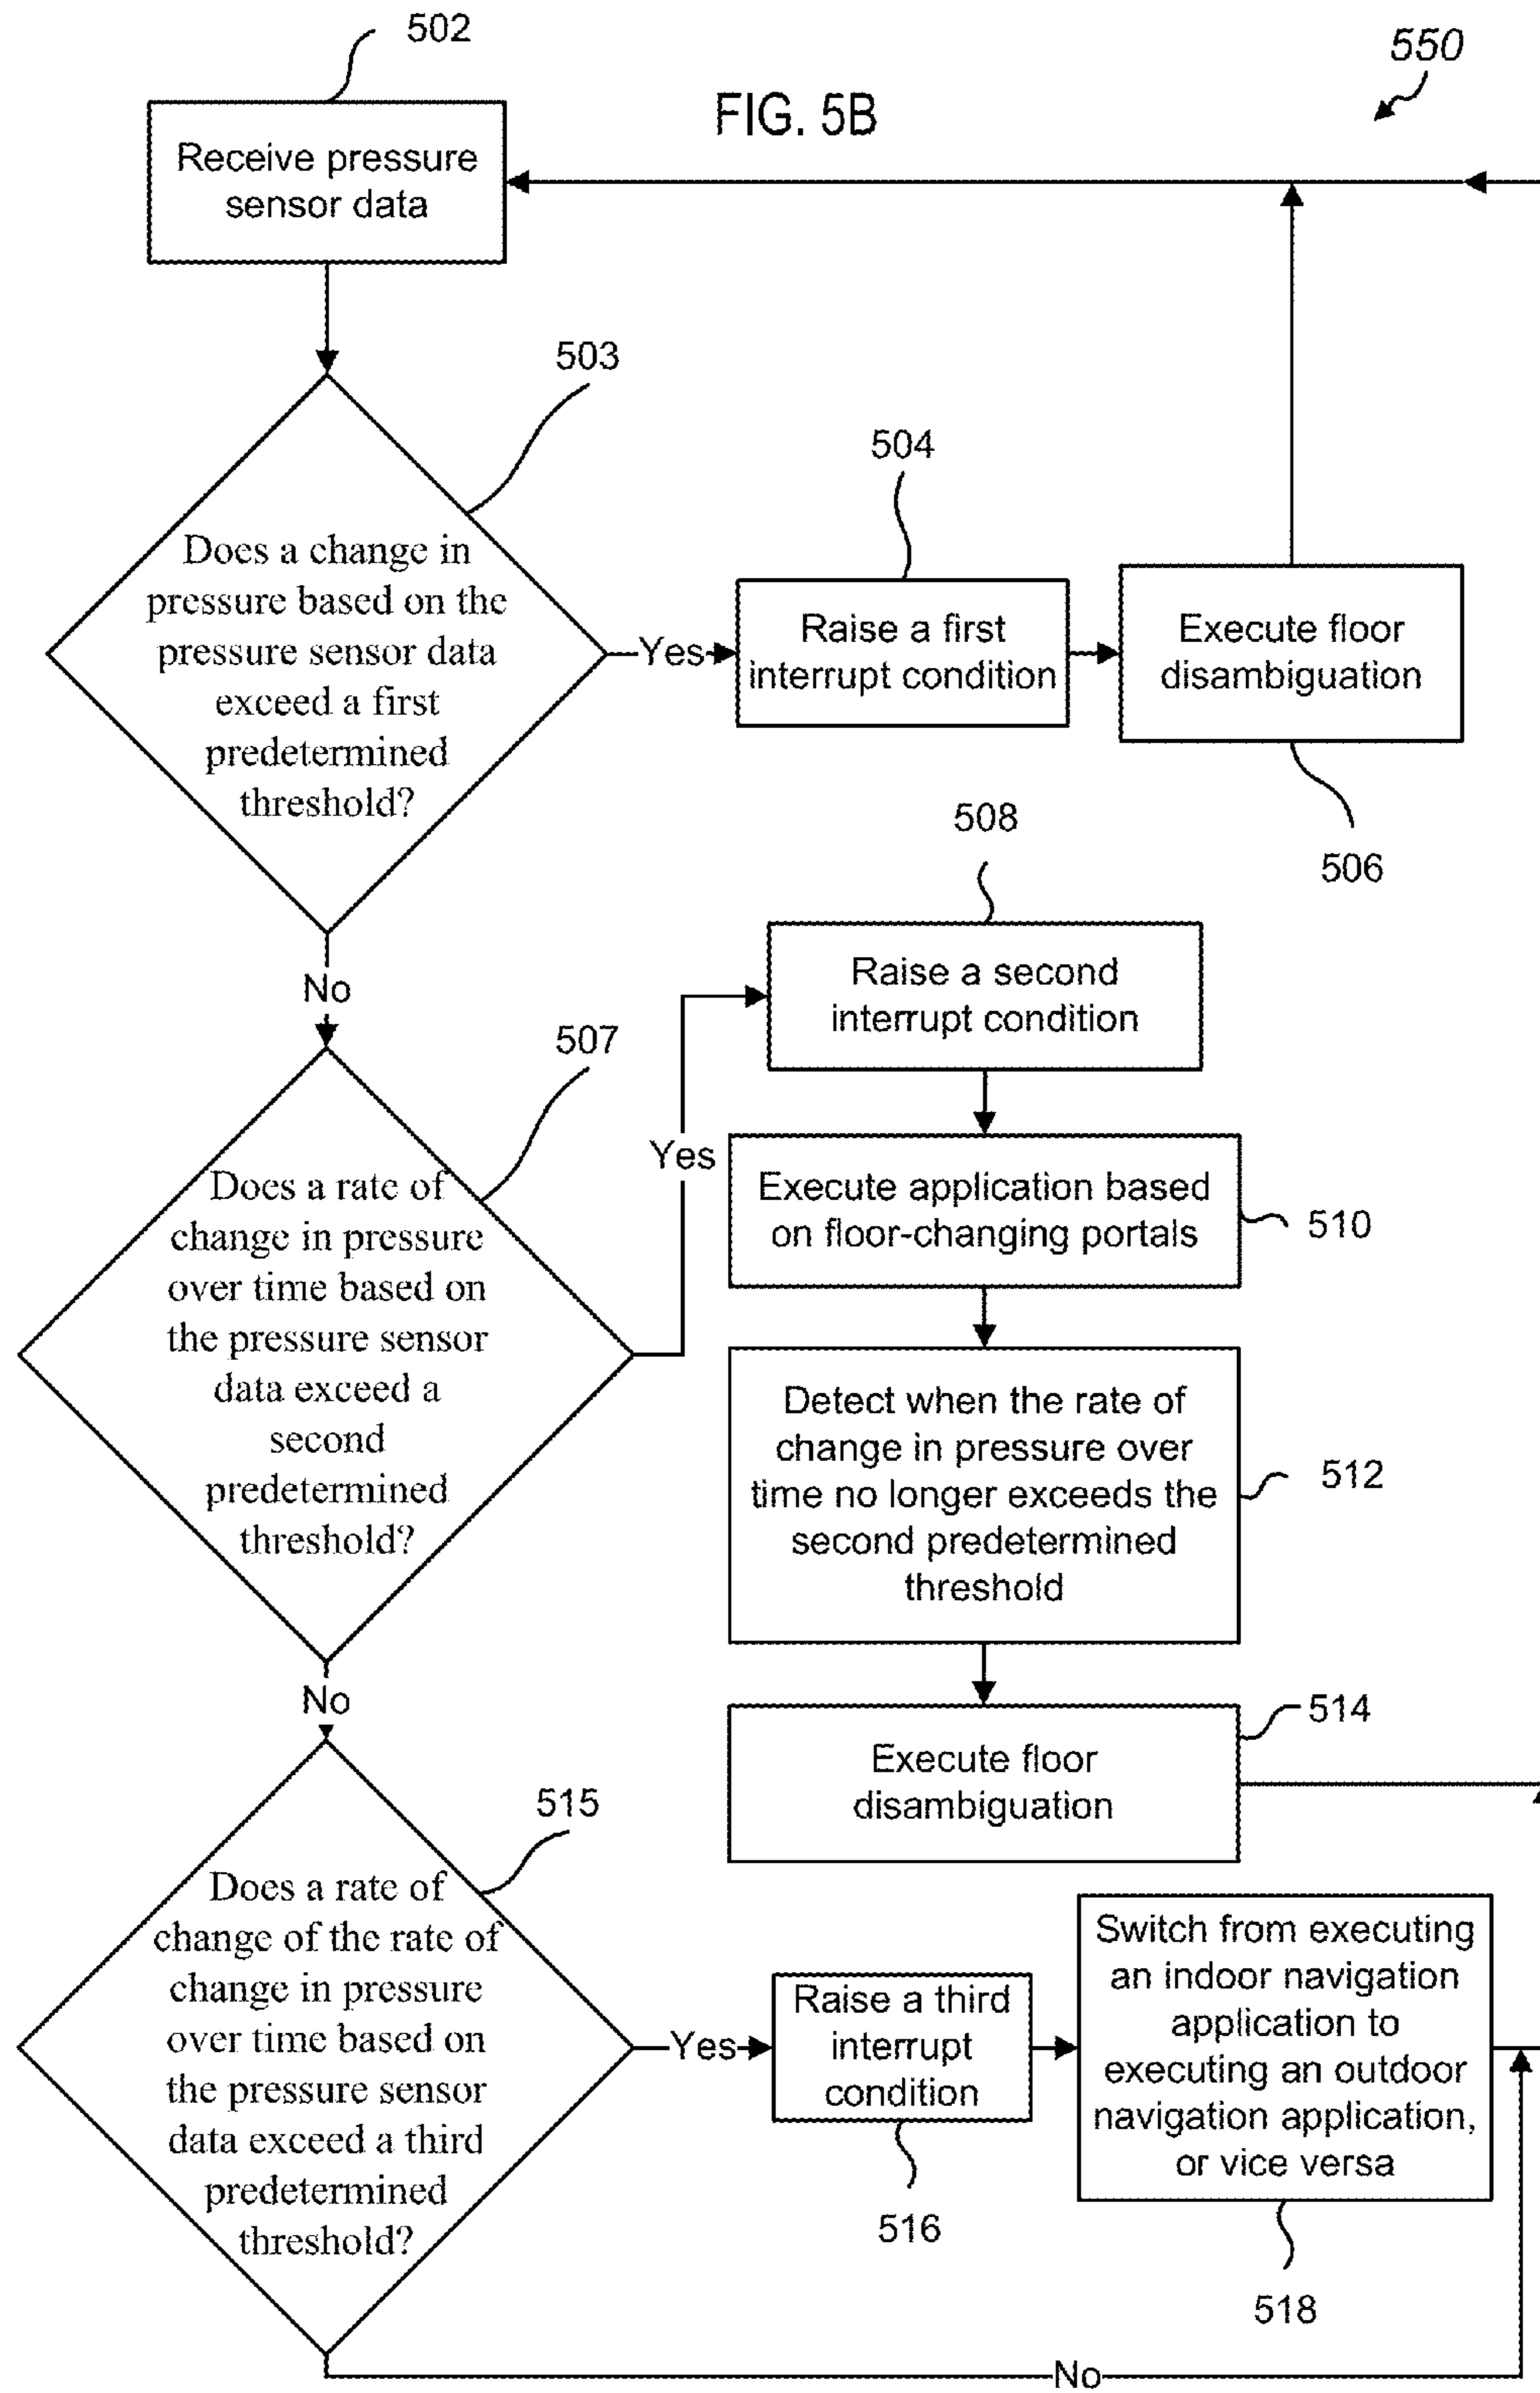 502
550
FIG. 5B
Receive pressure
sensor data
503
Does a change in
pressure based on the
pressure sensor data
exceed a first
predetermined
threshold?
Yes
504
Raise a first
interrupt condition
Execute floor
disambiguation
506
No
507
Does a rate of
change in pressure
over time based on
the pressure sensor
data exceed a
second
predetermined
threshold?
Yes
508
Raise a second
interrupt condition
Execute application based
on floor-changing portals
510
Detect when the rate of
change in pressure over
time no longer exceeds the
second predetermined
threshold
512
Execute floor
disambiguation
514
No
515
Does a rate of
change of the rate of
change in pressure
over time based on
the pressure sensor
data exceed a third
predetermined
threshold?
Yes
Raise a third
interrupt
condition
516
Switch from executing
an indoor navigation
application to
executing an outdoor
navigation application,
or vice versa
518
No